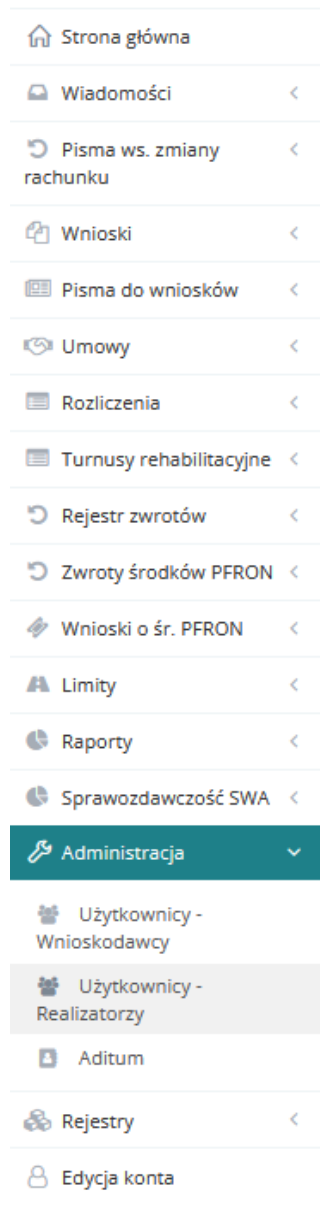 Strona główna
Wiadomości
Pisma ws. zmiany
rachunku
Wnioski
Pisma do wniosków
Umowy
Rozliczenia
Turnusy rehabilitacyjne
Rejestr zwrotów
Zwroty środków PFRON
Wnioski o śr. PFRON
Limity
Raporty
Sprawozdawczość SWA
Administracja
Użytkownicy -
Wnioskodawcy
Użytkownicy -
Realizatorzy
Aditum
Rejestry
Edycja konta